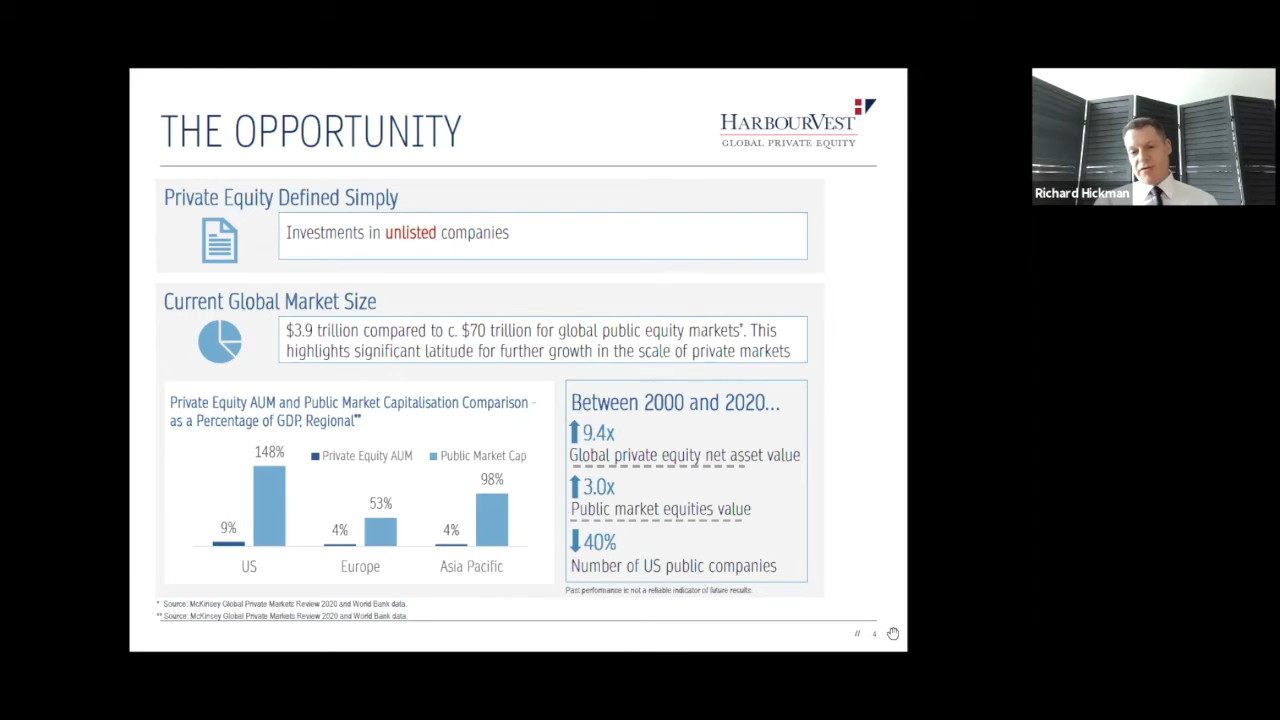 THE OPPORTUNITY
HARBOURVEST
GLOBAL PRIVATE EQUITY
Private Equity Defined Simply
Investments in unlisted companies
Current Global Market Size
$3.9 trillion compared to c. $70 trillion for global public equity markets*. This
highlights significant latitude for further growth in the scale of private markets
Private Equity AUM and Public Market Capitalisation Comparison -
as a Percentage of GDP, Regional**
Private Equity AUM
Public Market Cap
9%
148%
4%
53%
4%
98%
US
Europe
Asia Pacific
Between 2000 and 2020...
9.4x
Global private equity net asset value
3.0x
Public market equities value
40%
Number of US public companies
Past performance is not a reliable indicator of future results.
* Source: McKinsey Global Private Markets Review 2020 and World Bank data.
** Source: McKinsey Global Private Markets Review 2020 and World Bank data.
// 4
Richard Hickman